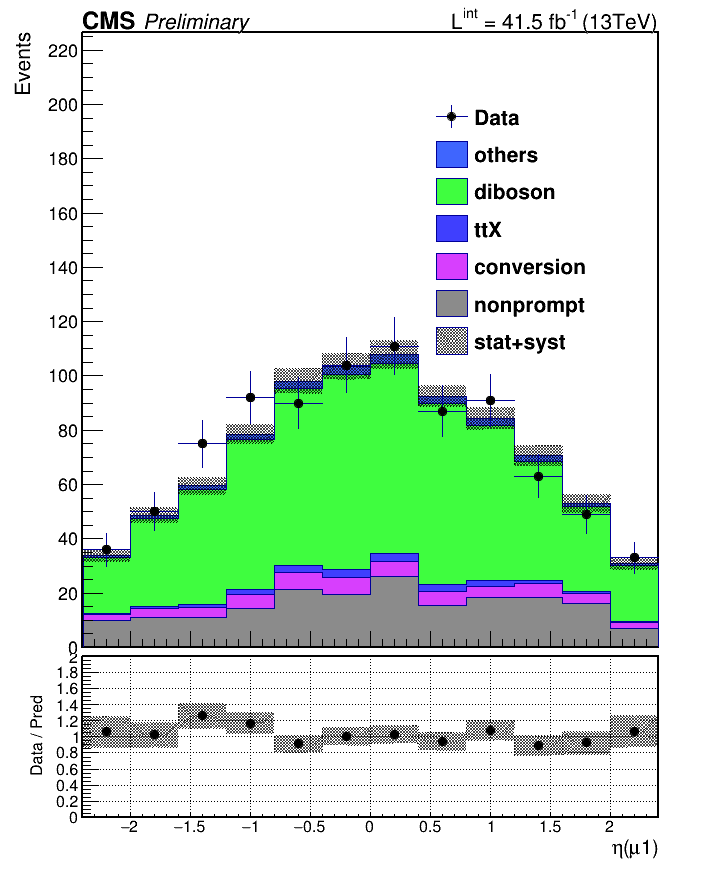 CMS Preliminary L^int = 41.5 fb^-1 (13TeV)
Events
220
200
180
160
140
120
100
80
60
40
20
0
Data
others
diboson
ttX
conversion
nonprompt
stat+syst
Data / Pred
2
1.8
1.6
1.4
1.2
1
0.8
0.6
0.4
0.2
0
−2 −1.5 −1 −0.5 0 0.5 1 1.5 2
η(μ1)